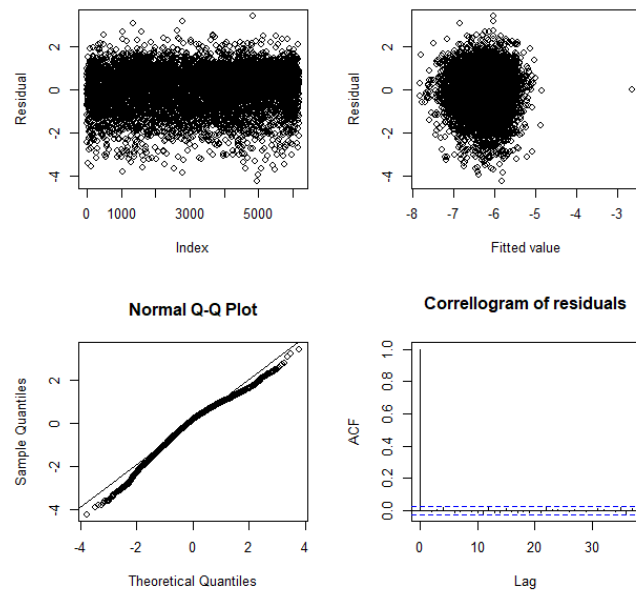 Residual
2
0
-2
-4
0 1000 3000 5000
Index
Residual
2
0
-2
-4
-8 -7 -6 -5 -4 -3
Fitted value
Normal Q-Q Plot
Sample Quantiles
2
0
-2
-4
-4 -2 0 2 4
Theoretical Quantiles
Correllogram of residuals
ACF
1.0
0.8
0.6
0.4
0.2
0.0
0 10 20 30
Lag